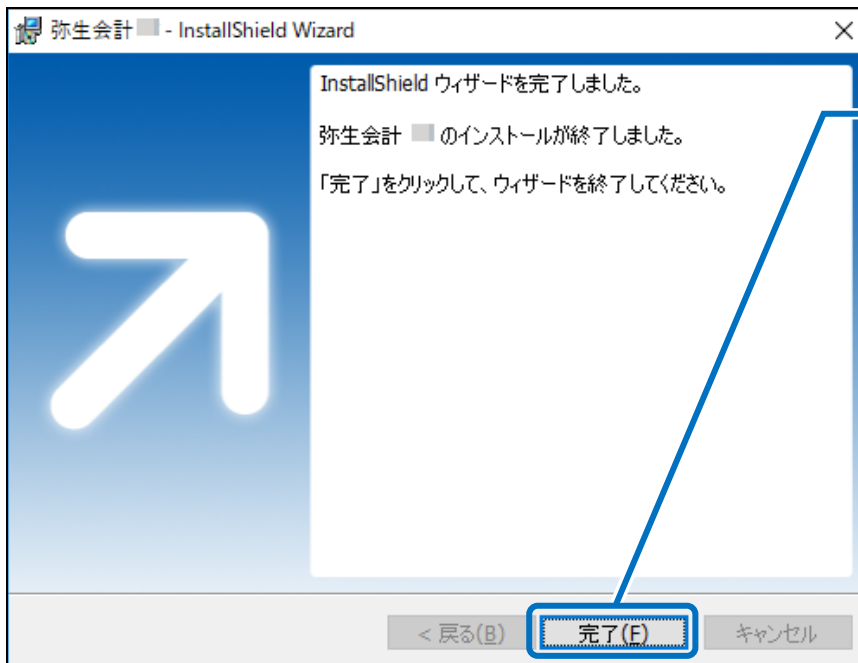 弥生会計 - InstallShield Wizard
InstallShield ウィザードを完了しました。
弥生会計 のインストールが終了しました。
「完了」をクリックして、ウィザードを終了してください。
< 戻る(B) 完了(F) キャンセル